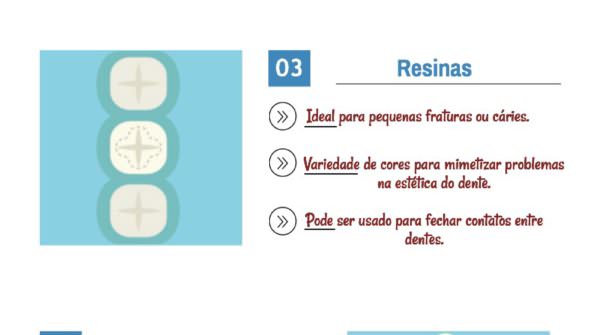 03
Resinas
Ideal para pequenas fraturas ou cáries.
Variedade de cores para mimetizar problemas
na estética do dente.
Pode ser usado para fechar contatos entre
dentes.